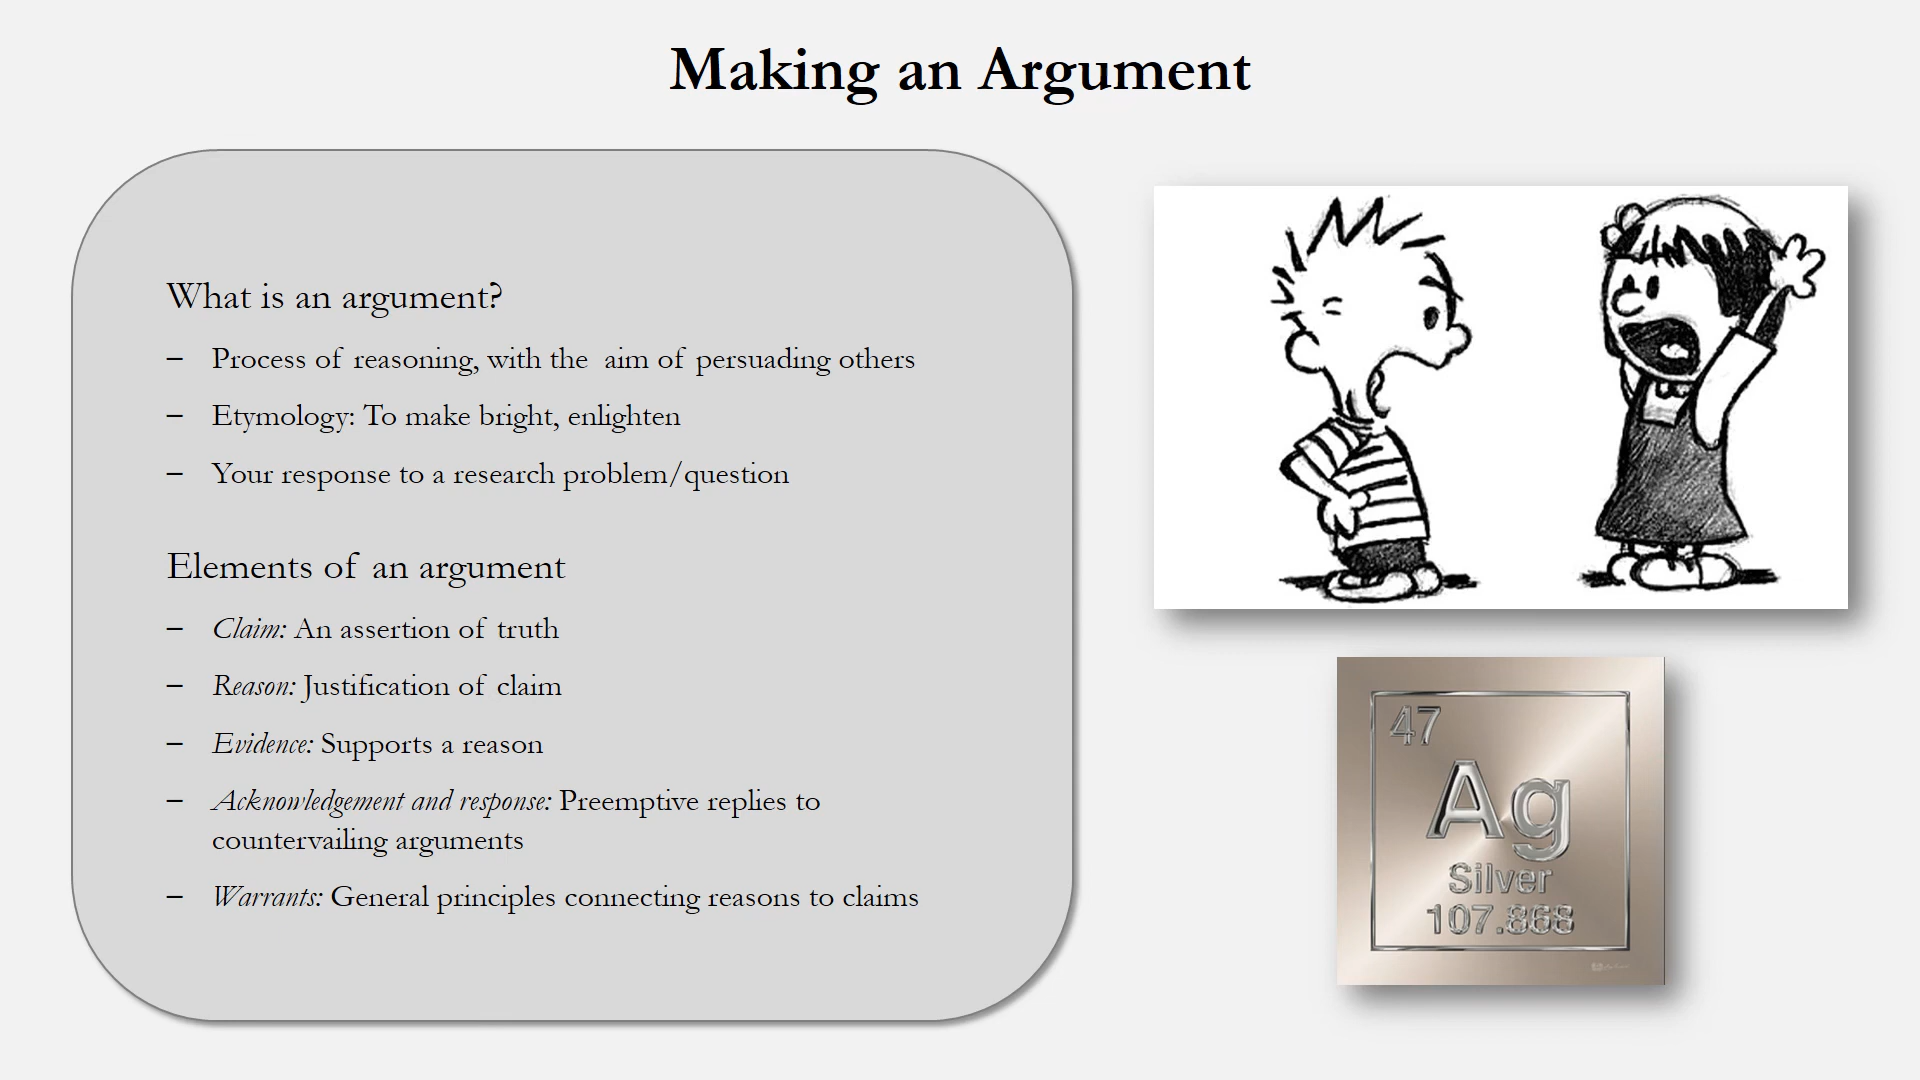 Making an Argument
What is an argument?
– Process of reasoning, with the aim of persuading others
– Etymology: To make bright, enlighten
– Your response to a research problem/question
Elements of an argument
– Claim: An assertion of truth
– Reason: Justification of claim
– Evidence: Supports a reason
– Acknowledgement and response: Preemptive replies to
countervailing arguments
– Warrants: General principles connecting reasons to claims
47
Ag
Silver
107.868